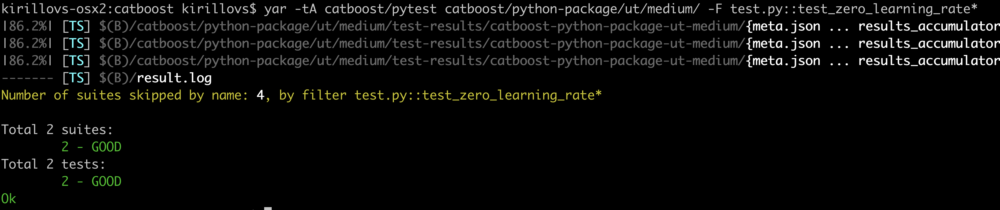 kirillovs-osx2:catboost kirillovs$ yar -tA catboost/pytest catboost/python-package/ut/medium/ -F test.py::test_zero_learning_rate*
|86.2%| [TS] $(B)/catboost/python-package/ut/medium/test-results/catboost-python-package-ut-medium/{meta.json ... results_accumulator
|86.2%| [TS] $(B)/catboost/python-package/ut/medium/test-results/catboost-python-package-ut-medium/{meta.json ... results_accumulator
|86.2%| [TS] $(B)/catboost/python-package/ut/medium/test-results/catboost-python-package-ut-medium/{meta.json ... results_accumulator
------- [TS] $(B)/result.log
Number of suites skipped by name: 4, by filter test.py::test_zero_learning_rate*
Total 2 suites:
2 - GOOD
Total 2 tests:
2 - GOOD
Ok